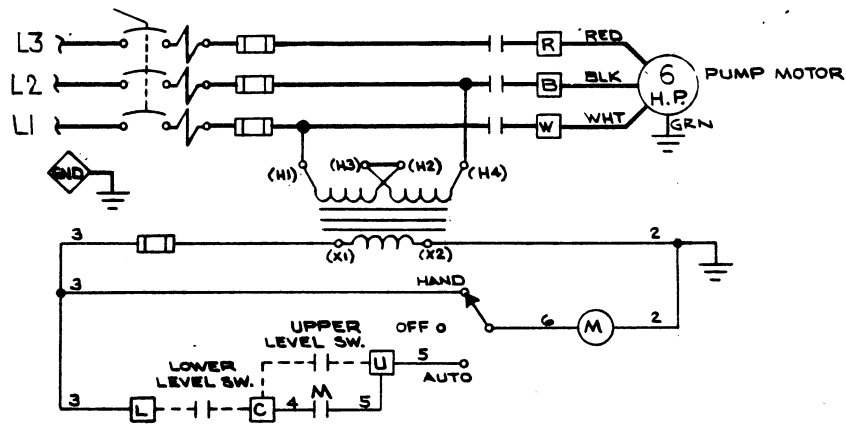 L3
R
RED
L2
B
BLK
6
H.P.
PUMP MOTOR
L1
W
WHT
GRN
GND
(H1)
(H3)
(H2)
(H4)
3
(X1)
(X2)
2
3
HAND
OFF
6
M
2
UPPER
LEVEL SW.
U
5
AUTO
LOWER
LEVEL SW.
3
L
C
4
M
5